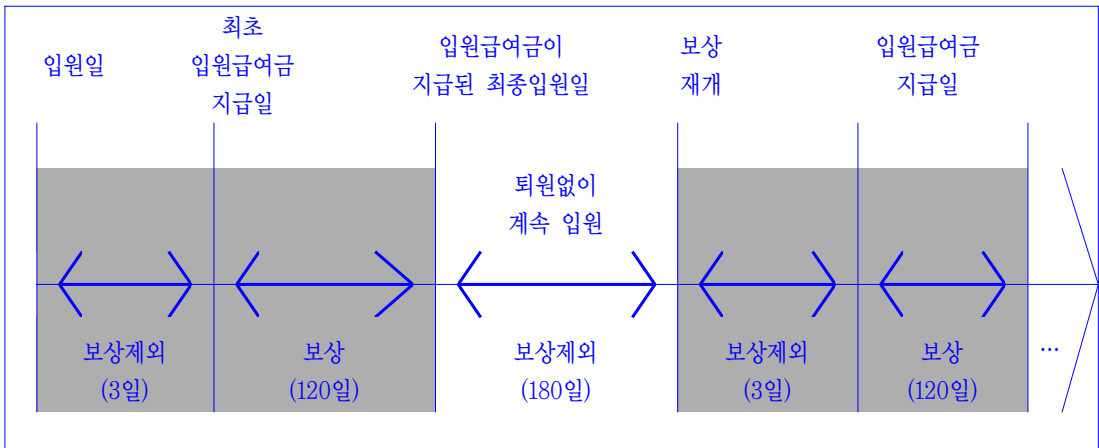 입원일
최초
입원급여금
지급일
입원급여금이
지급된 최종입원일
보상
재개
입원급여금
지급일
퇴원없이
계속 입원
보상제외
(3일)
보상
(120일)
보상제외
(180일)
보상제외
(3일)
보상
(120일)
…